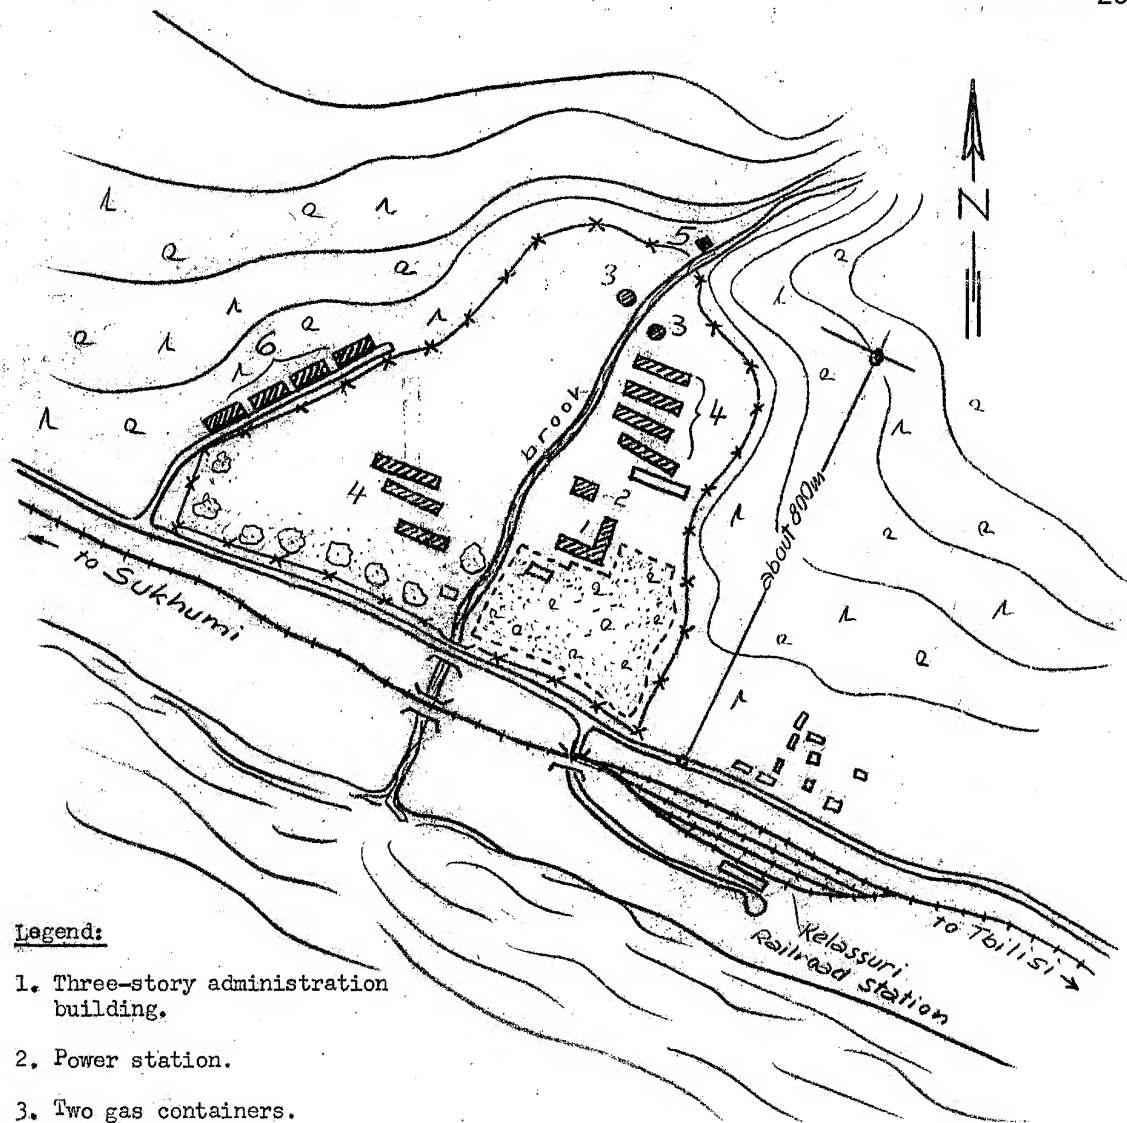 N
5
3
3
6
4
brook
4
2
1
about 800m
to Sukhumi
Kelassuri
Railroad station
to Tbilisi
Legend:
1. Three-story administration
building.
2. Power station.
3. Two gas containers.